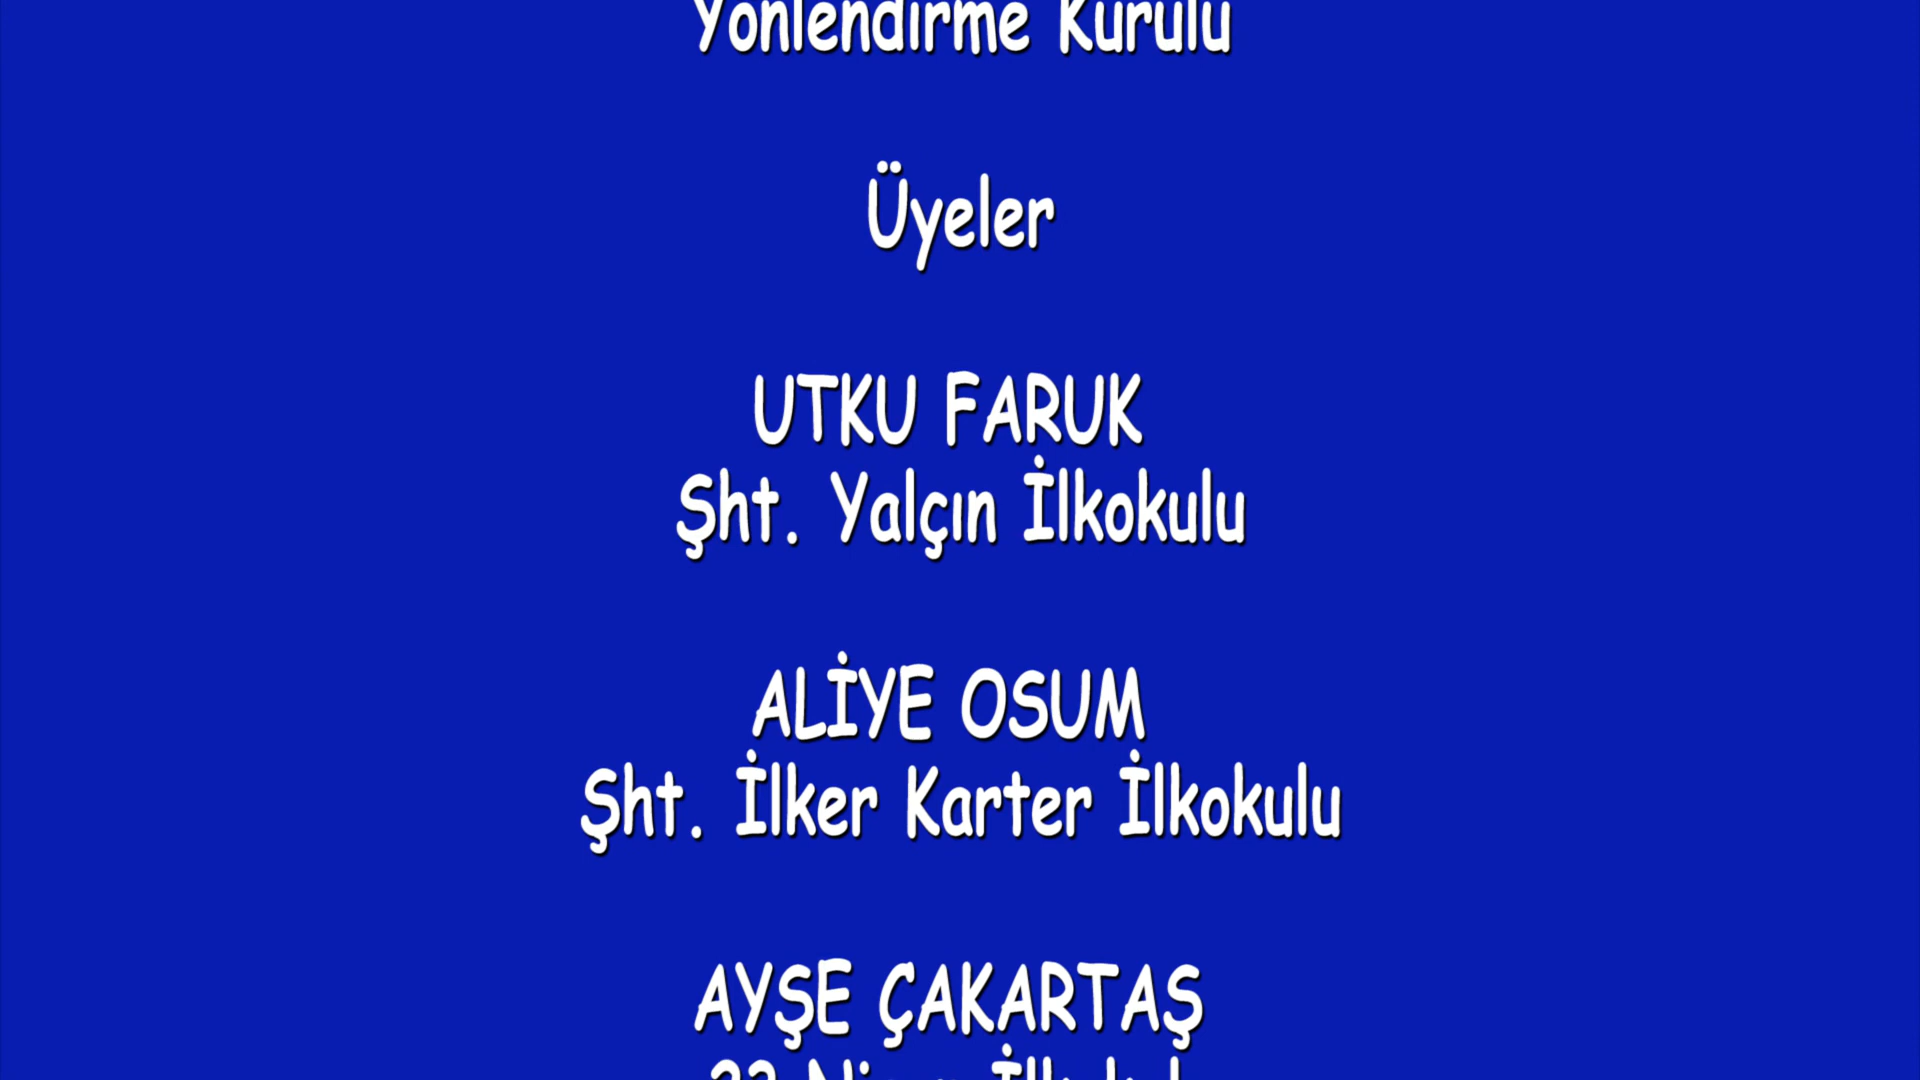 Yönlendirme Kurulu
Üyeler
UTKU FARUK
Şht. Yalçın İlkokulu
ALİYE OSUM
Şht. İlker Karter İlkokulu
AYŞE ÇAKARTAŞ